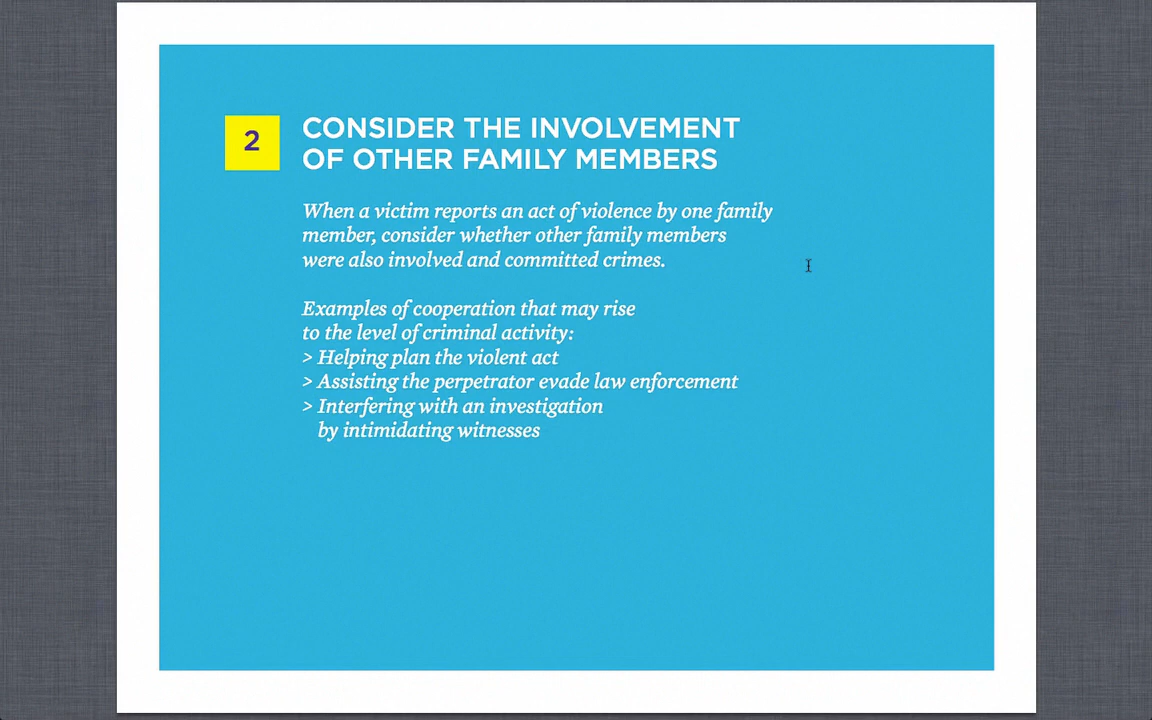 2
CONSIDER THE INVOLVEMENT
OF OTHER FAMILY MEMBERS
When a victim reports an act of violence by one family
member, consider whether other family members
were also involved and committed crimes.
Examples of cooperation that may rise
to the level of criminal activity:
> Helping plan the violent act
> Assisting the perpetrator evade law enforcement
> Interfering with an investigation
by intimidating witnesses